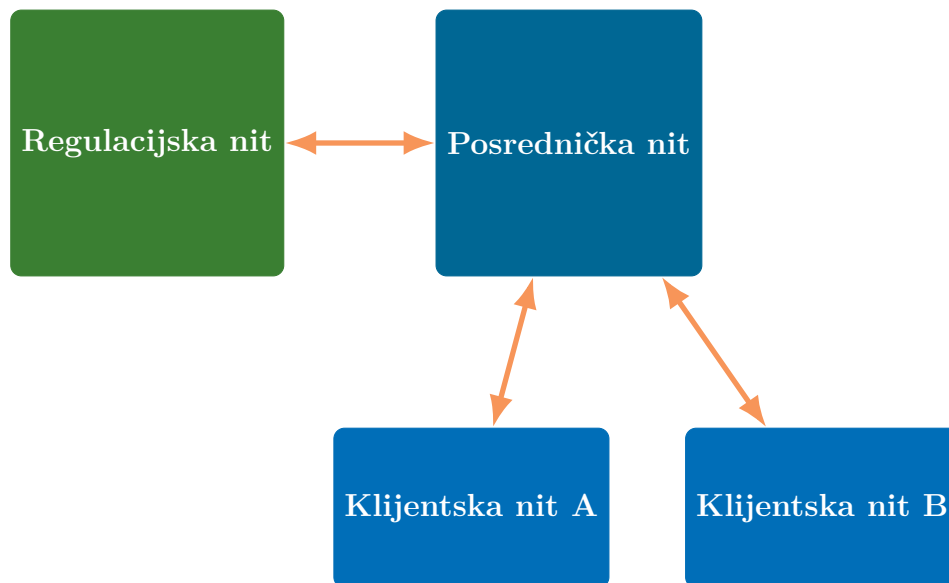 Regulacijska nit
Posrednička nit
Klijentska nit A
Klijentska nit B